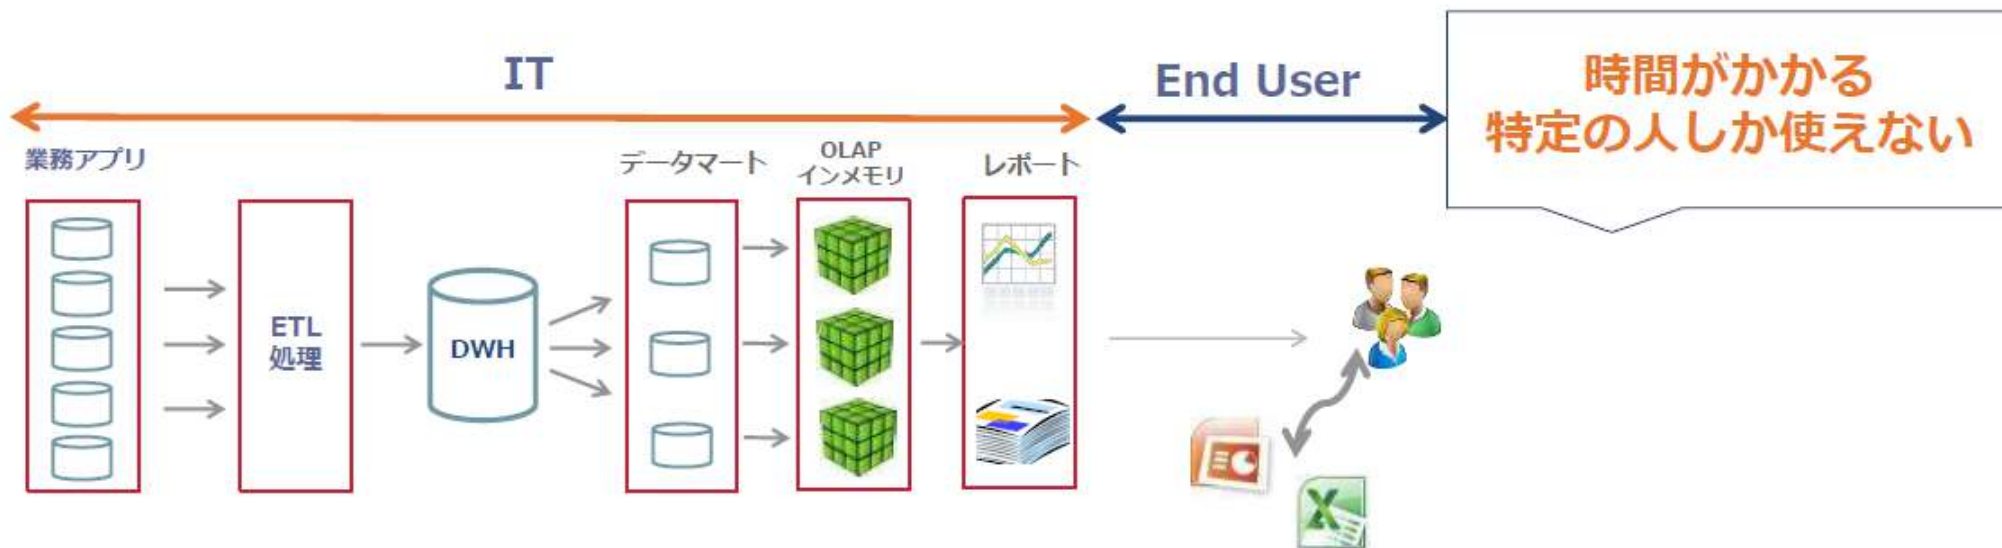 IT
End User
時間がかかる
特定の人しか使えない
業務アプリ
データマート
OLAP
インメモリ
レポート
ETL
処理
DWH